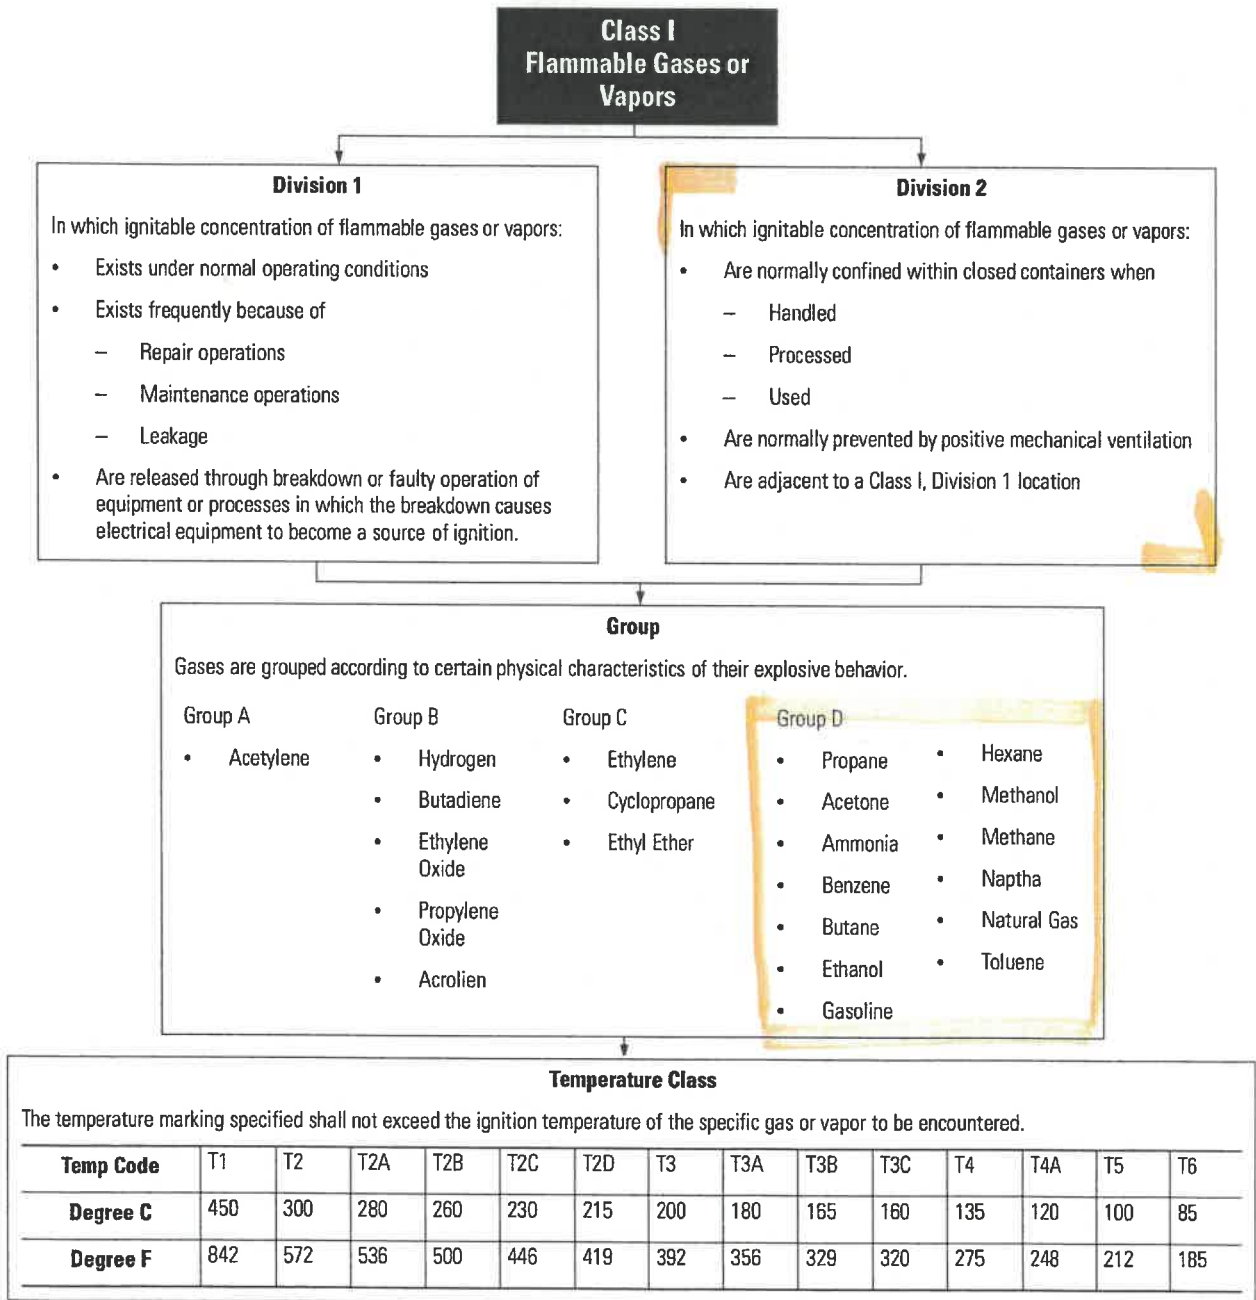 Class I
Flammable Gases or
Vapors
Division 1
In which ignitable concentration of flammable gases or vapors:
• Exists under normal operating conditions
• Exists frequently because of
– Repair operations
– Maintenance operations
– Leakage
• Are released through breakdown or faulty operation of
equipment or processes in which the breakdown causes
electrical equipment to become a source of ignition.
Division 2
In which ignitable concentration of flammable gases or vapors:
• Are normally confined within closed containers when
– Handled
– Processed
– Used
• Are normally prevented by positive mechanical ventilation
• Are adjacent to a Class I, Division 1 location
Group
Gases are grouped according to certain physical characteristics of their explosive behavior.
Group A
• Acetylene
Group B
• Hydrogen
• Butadiene
• Ethylene
Oxide
• Propylene
Oxide
• Acrolien
Group C
• Ethylene
• Cyclopropane
• Ethyl Ether
Group D
• Propane
• Acetone
• Ammonia
• Benzene
• Butane
• Ethanol
• Gasoline
• Hexane
• Methanol
• Methane
• Naptha
• Natural Gas
• Toluene
Temperature Class
The temperature marking specified shall not exceed the ignition temperature of the specific gas or vapor to be encountered.
Temp Code T1 T2 T2A T2B T2C T2D T3 T3A T3B T3C T4 T4A T5 T6
Degree C 450 300 280 260 230 215 200 180 165 160 135 120 100 85
Degree F 842 572 536 500 446 419 392 356 329 320 275 248 212 185